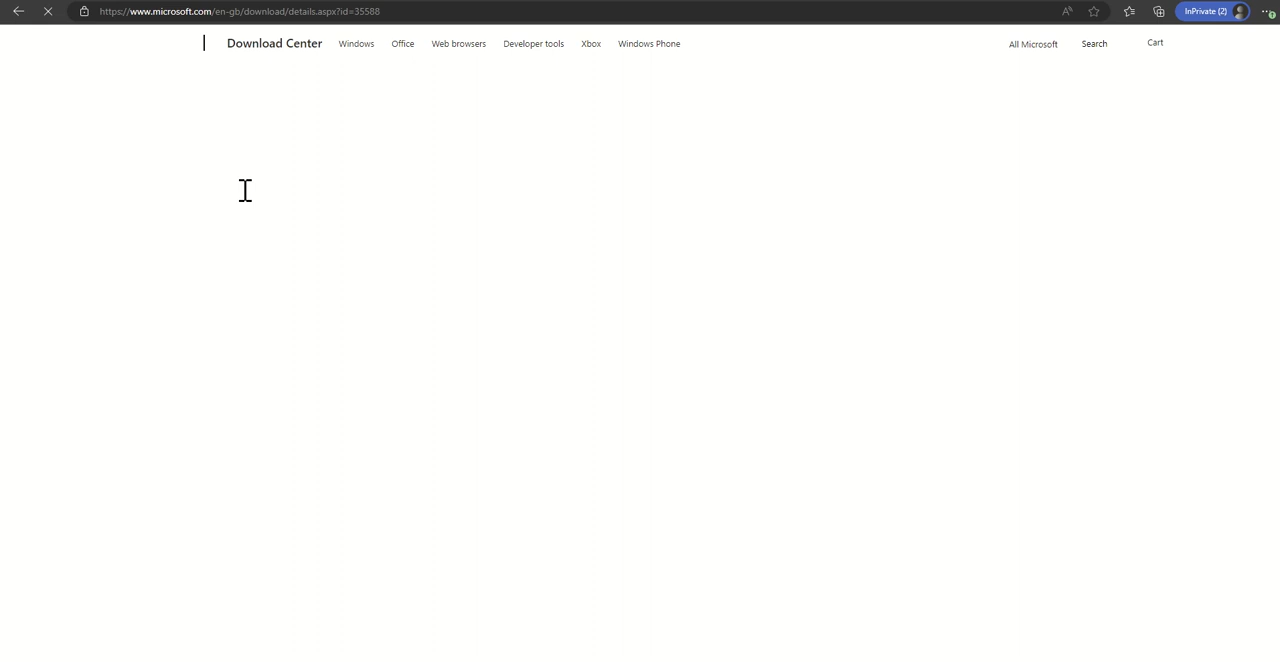 https://www.microsoft.com/en-gb/download/details.aspx?id=35588
InPrivate (2)
Download Center Windows Office Web browsers Developer tools Xbox Windows Phone All Microsoft Search Cart